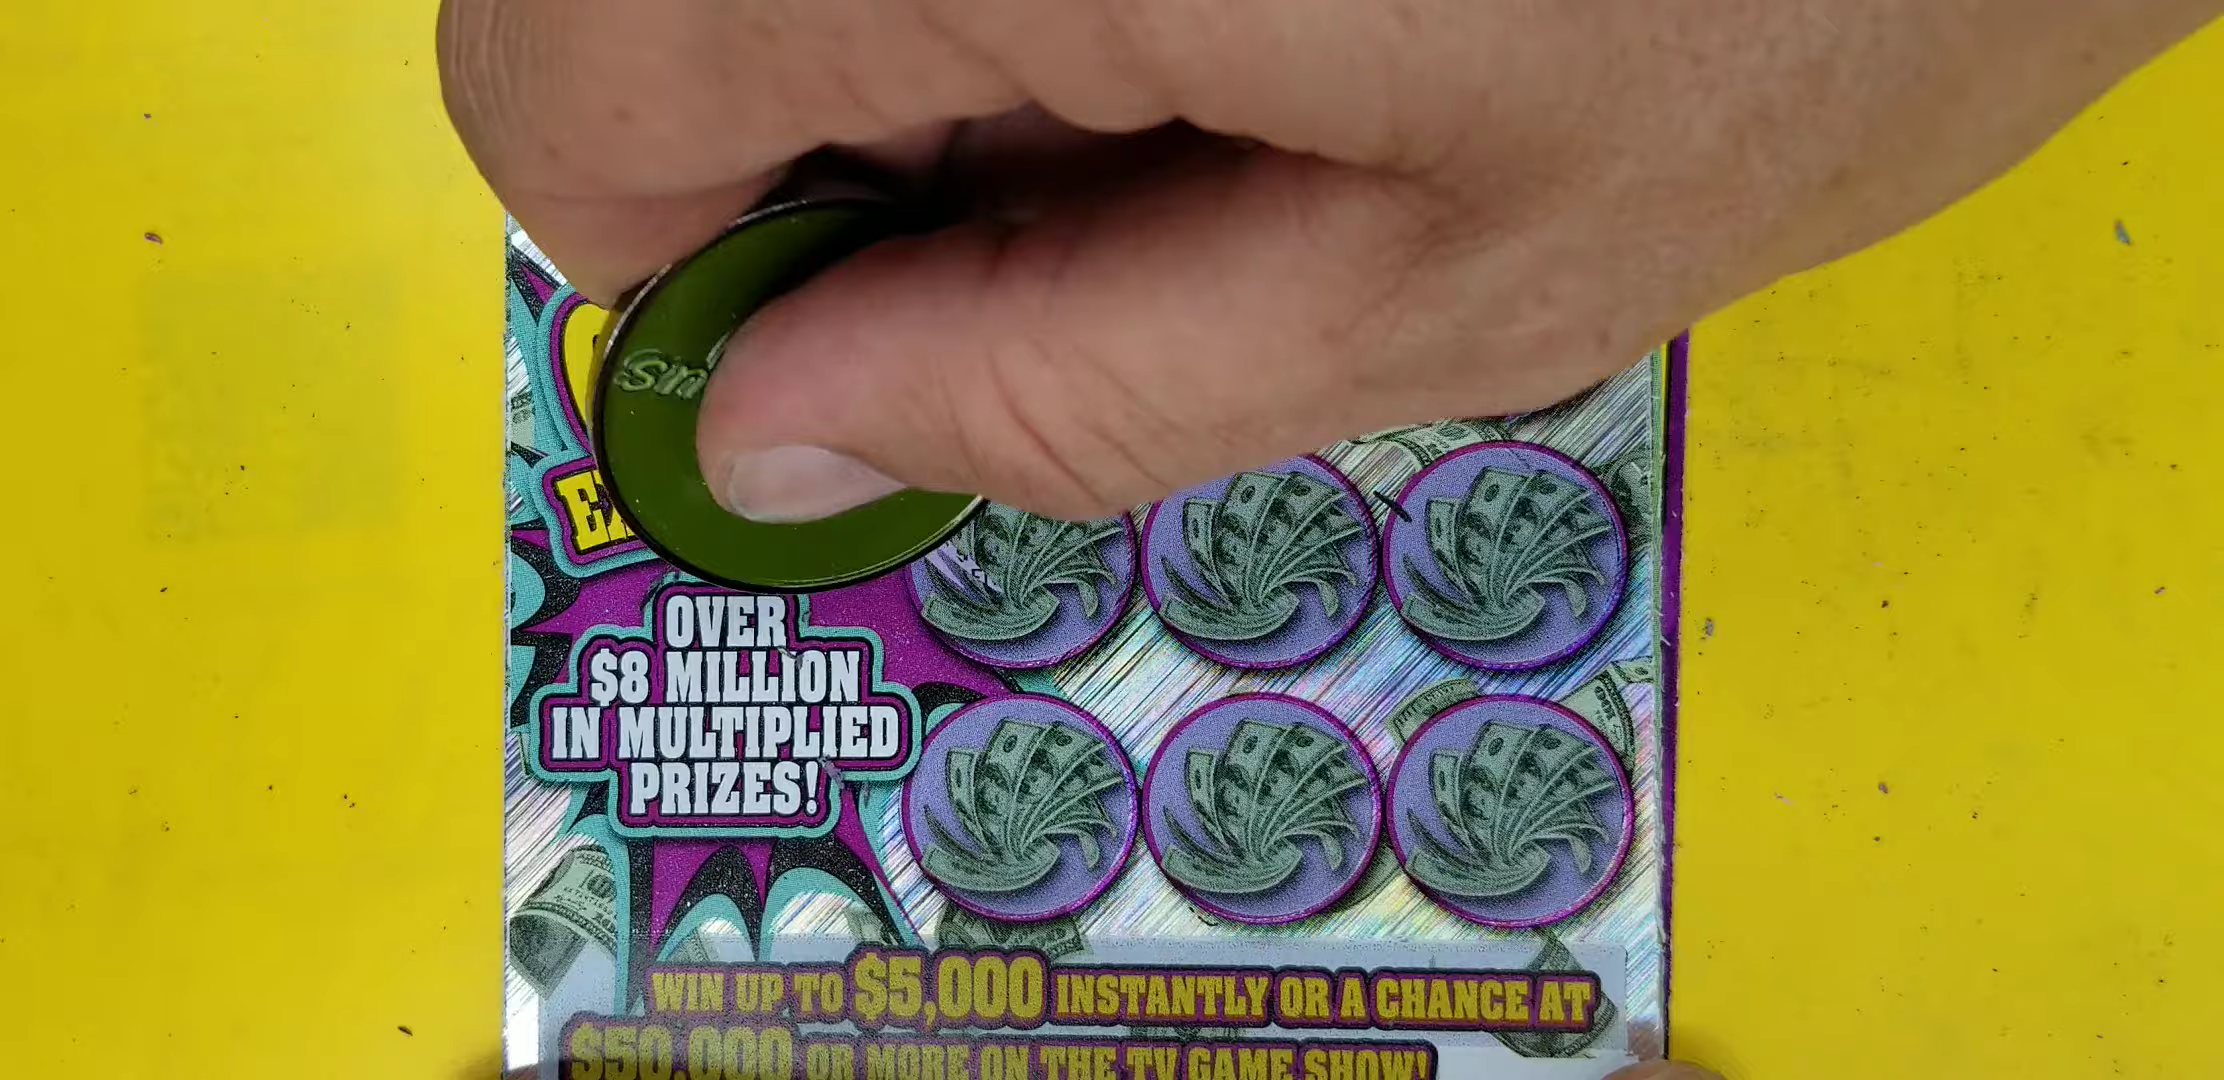 OVER
$8 MILLION
IN MULTIPLIED
PRIZES!
WIN UP TO $5,000 INSTANTLY OR A CHANCE AT
$50,000 OR MORE ON THE TV GAME SHOW!